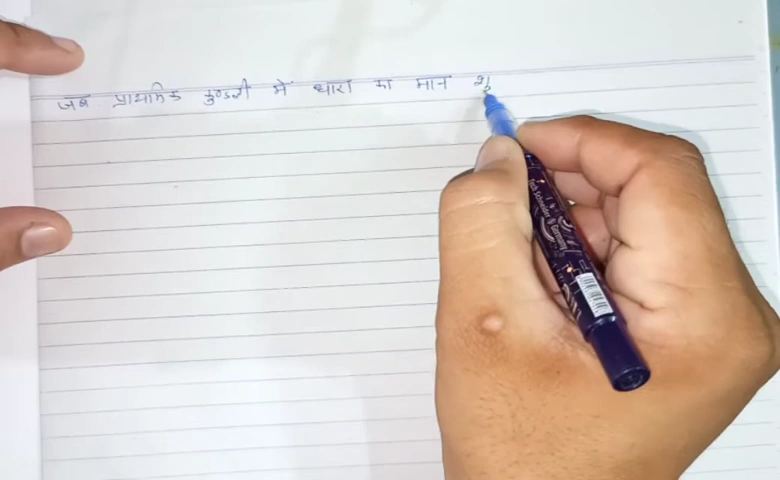 जब प्राथमिक कुण्डली में धारा का मान शू